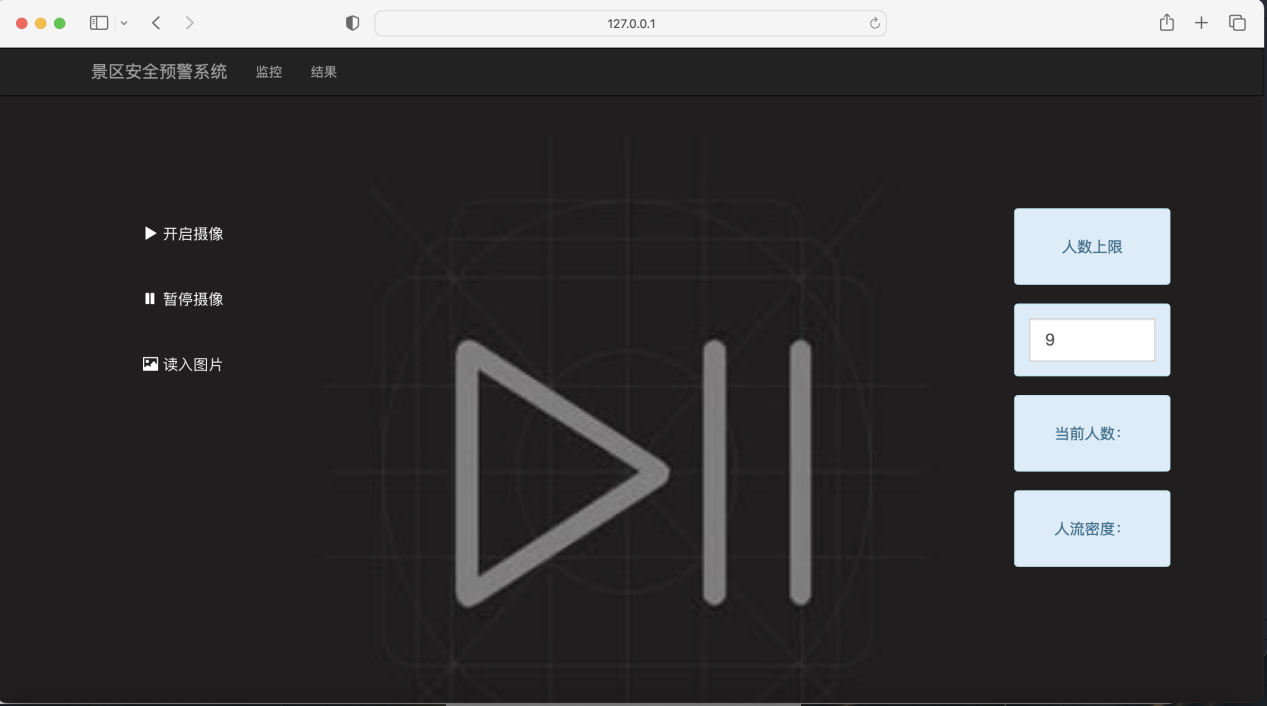 127.0.0.1
景区安全预警系统 监控 结果
开启摄像
暂停摄像
读入图片
人数上限
9
当前人数：
人流密度：